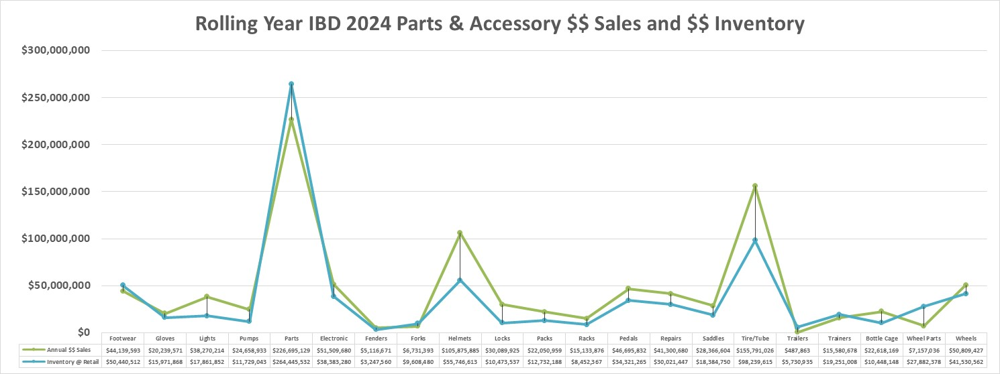 Rolling Year IBD 2024 Parts & Accessory $$ Sales and $$ Inventory
$300,000,000
$250,000,000
$200,000,000
$150,000,000
$100,000,000
$50,000,000
$0
Footwear Gloves Lights Pumps Parts Electronic Fenders Forks Helmets Locks Packs Racks Pedals Repairs Saddles Tire/Tube Trailers Trainers Bottle Cage Wheel Parts Wheels
Annual $$ Sales $44,139,593 $20,239,571 $38,270,214 $24,658,933 $226,695,129 $51,509,680 $5,116,671 $6,731,393 $105,875,885 $30,089,925 $22,050,959 $15,133,876 $46,695,832 $41,300,680 $28,366,604 $155,791,026 $487,863 $15,580,678 $22,618,169 $7,157,036 $50,809,427
Inventory @ Retail $50,440,512 $15,971,868 $17,861,852 $11,729,043 $264,445,532 $38,383,280 $3,247,560 $9,608,480 $55,746,613 $10,473,537 $12,732,188 $8,452,367 $34,321,265 $30,021,447 $18,384,750 $98,239,615 $5,730,935 $19,251,008 $10,448,148 $27,882,378 $41,530,562